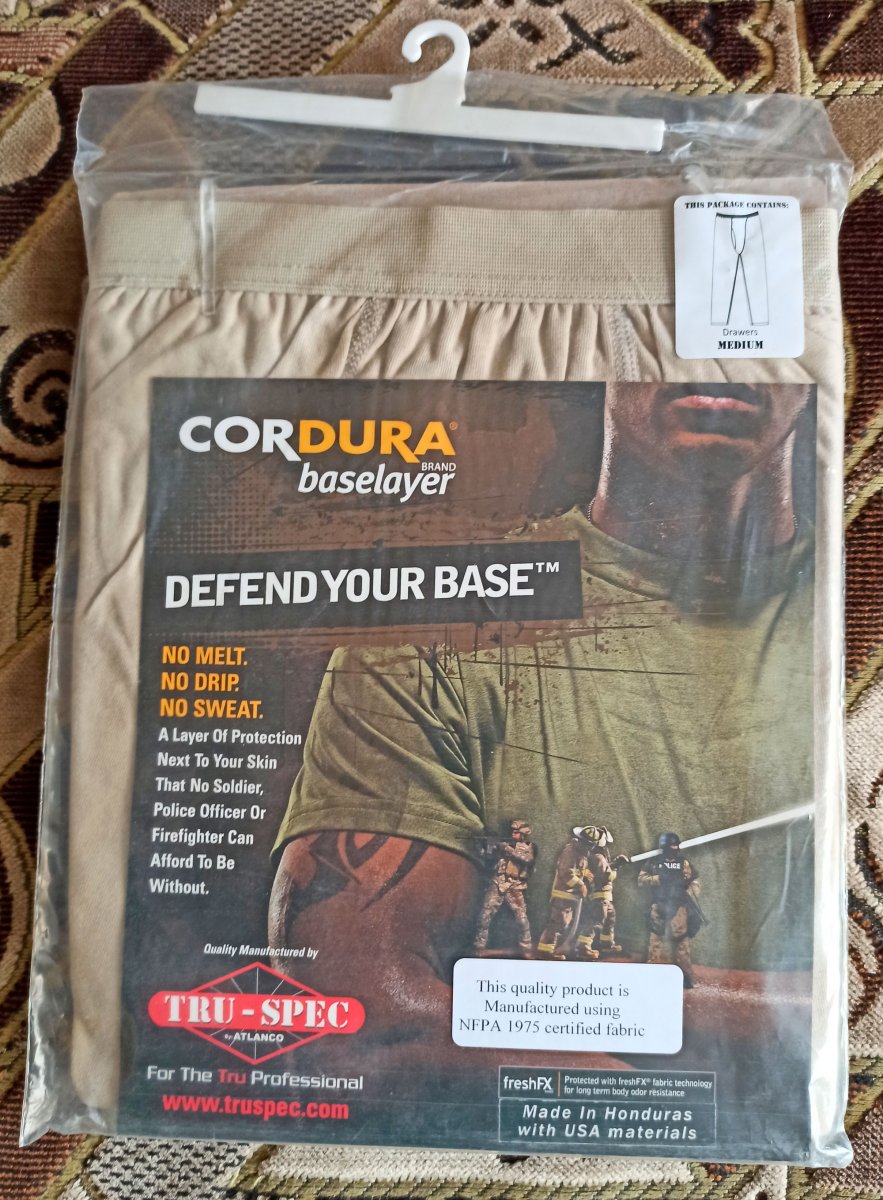 THIS PACKAGE CONTAINS:
Drawers
MEDIUM
CORDURA®
BRAND
baselayer
DEFEND YOUR BASE™
NO MELT.
NO DRIP.
NO SWEAT.
A Layer Of Protection
Next To Your Skin
That No Soldier,
Police Officer Or
Firefighter Can
Afford To Be
Without.
POLICE
Quality Manufactured by
TRU-SPEC
By ATLANCO
For The Tru Professional
www.truspec.com
This quality product is
Manufactured using
NFPA 1975 certified fabric
freshFX
Protected with freshFX® fabric technology
for long term body odor resistance
Made In Honduras
with USA materials